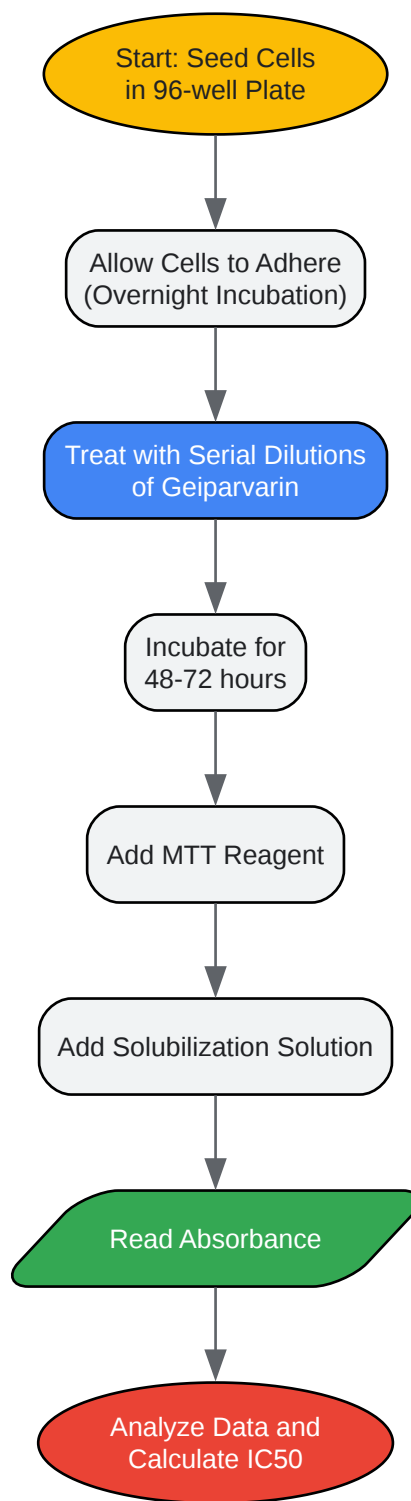 Start: Seed Cells
in 96-well Plate
Allow Cells to Adhere
(Overnight Incubation)
Treat with Serial Dilutions
of Geiparvarin
Incubate for
48-72 hours
Add MTT Reagent
Add Solubilization Solution
Read Absorbance
Analyze Data and
Calculate IC50